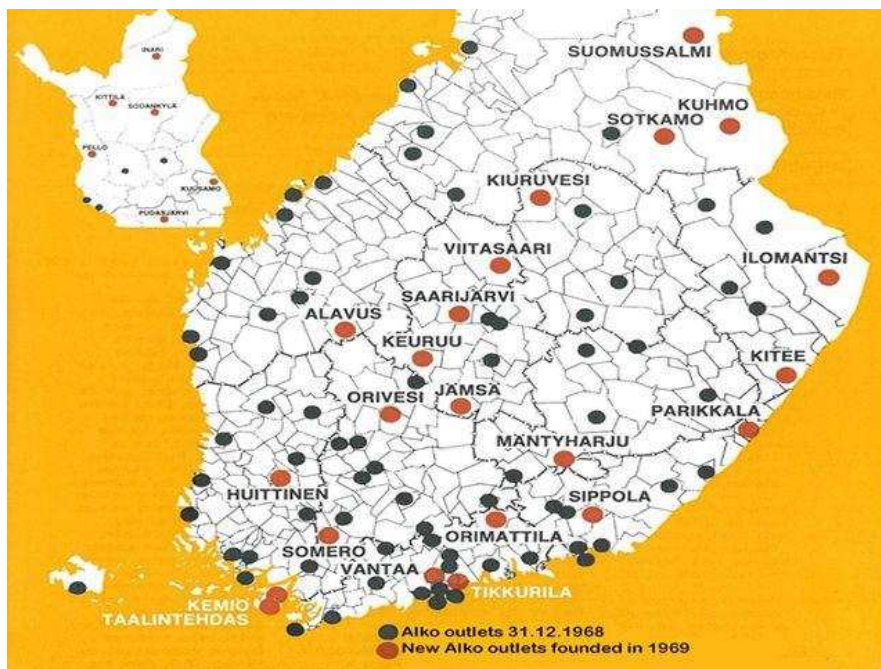 INARI
KITTILÄ
SODANKYLÄ
PELLO
KUUSAMO
PUDASJÄRVI
SUOMUSSALMI
KUHMO
SOTKAMO
KIURUVESI
VIITASAARI
ILOMANTSI
SAARIJÄRVI
ALAVUS
KEURUU
KITEE
ORIVESI
JÄMSÄ
PARIKKALA
MÄNTYHARJU
HUITTINEN
SIPPOLA
ORIMATTILA
SOMERO
VANTAA
TIKKURILA
KEMIÖ
TAALINTEHDAS
Alko outlets 31.12.1968
New Alko outlets founded in 1969